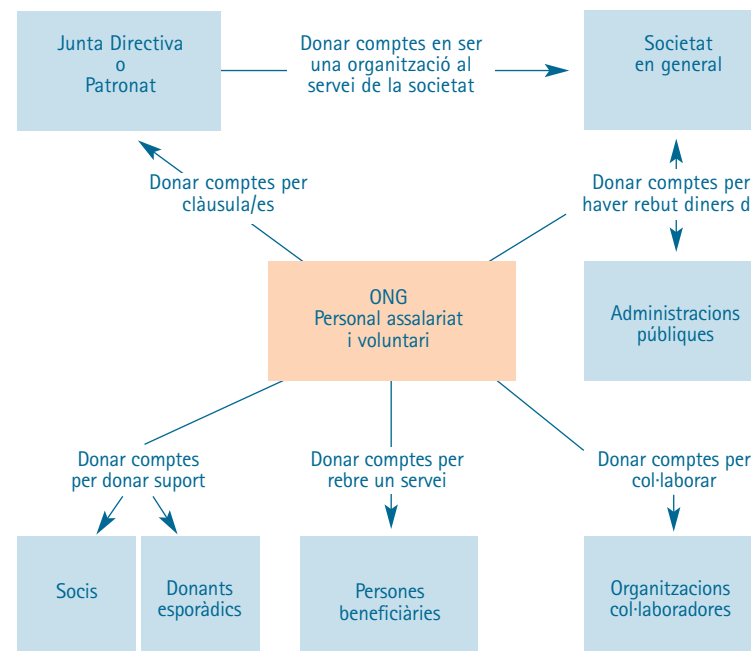 Junta Directiva
o
Patronat
Donar comptes en ser
una organització al
servei de la societat
Societat
en general
Donar comptes per
clàusula/es
Donar comptes per
haver rebut diners d
ONG
Personal assalariat
i voluntari
Administracions
públiques
Donar comptes
per donar suport
Donar comptes per
rebre un servei
Donar comptes per
col·laborar
Socis
Donants
esporàdics
Persones
beneficiàries
Organitzacions
col·laboradores